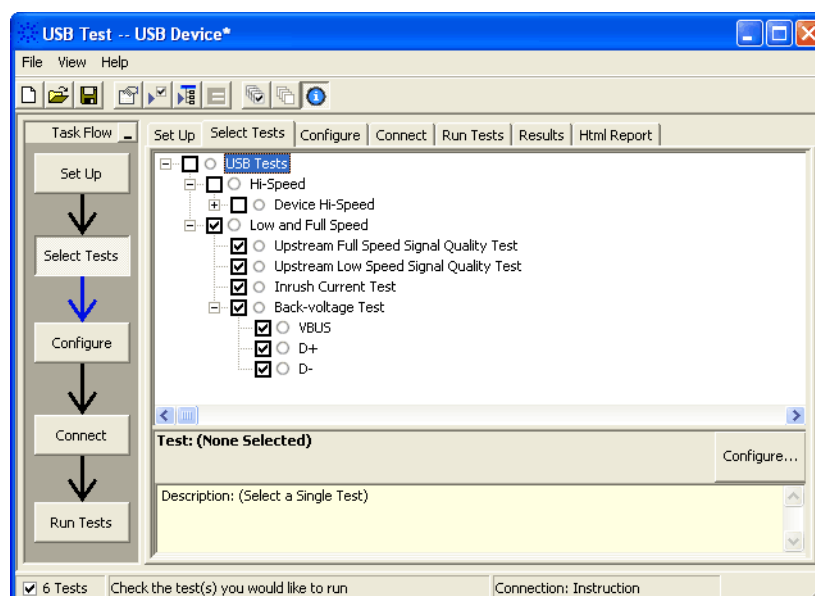 USB Test -- USB Device*
File View Help
Task Flow
Set Up
Select Tests
Configure
Connect
Run Tests
Set Up Select Tests Configure Connect Run Tests Results Html Report
USB Tests
Hi-Speed
Device Hi-Speed
Low and Full Speed
Upstream Full Speed Signal Quality Test
Upstream Low Speed Signal Quality Test
Inrush Current Test
Back-voltage Test
VBUS
D+
D-
Test: (None Selected)
Configure...
Description: (Select a Single Test)
6 Tests Check the test(s) you would like to run Connection: Instruction